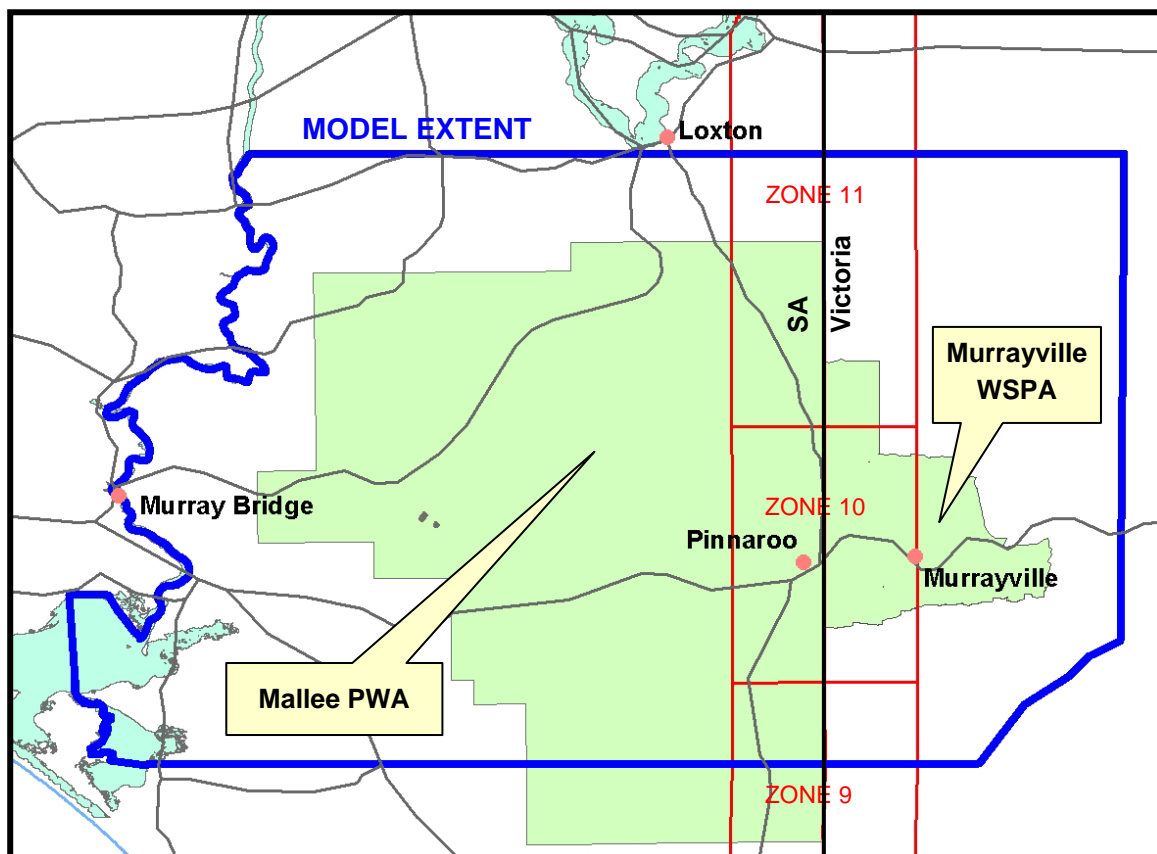 MODEL EXTENT
Loxton
ZONE 11
SA
Victoria
Murrayville
WSPA
Murray Bridge
ZONE 10
Pinnaroo
Murrayville
Mallee PWA
ZONE 9